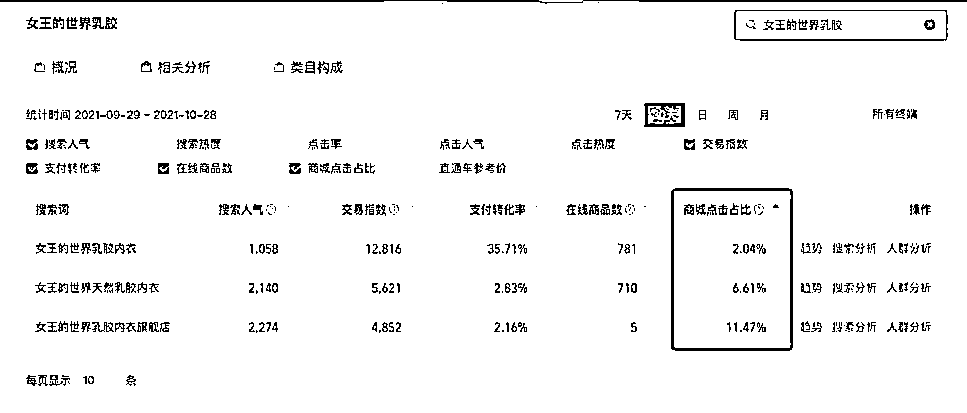 女王的世界乳胶
女王的世界乳胶
概况 相关分析 类目构成
统计时间 2021-09-29 ~ 2021-10-28 7天 日 周 月 所有终端
搜索人气 搜索热度 点击率 点击人气 点击热度 交易指数
支付转化率 在线商品数 商城点击占比 直通车参考价
搜索词 搜索人气 交易指数 支付转化率 在线商品数 商城点击占比 操作
女王的世界乳胶内衣 1,058 12,816 35.71% 781 2.04% 趋势 搜索分析 人群分析
女王的世界天然乳胶内衣 2,140 5,621 2.83% 710 6.61% 趋势 搜索分析 人群分析
女王的世界乳胶内衣旗舰店 2,274 4,852 2.16% 5 11.47% 趋势 搜索分析 人群分析
每页显示 10 条